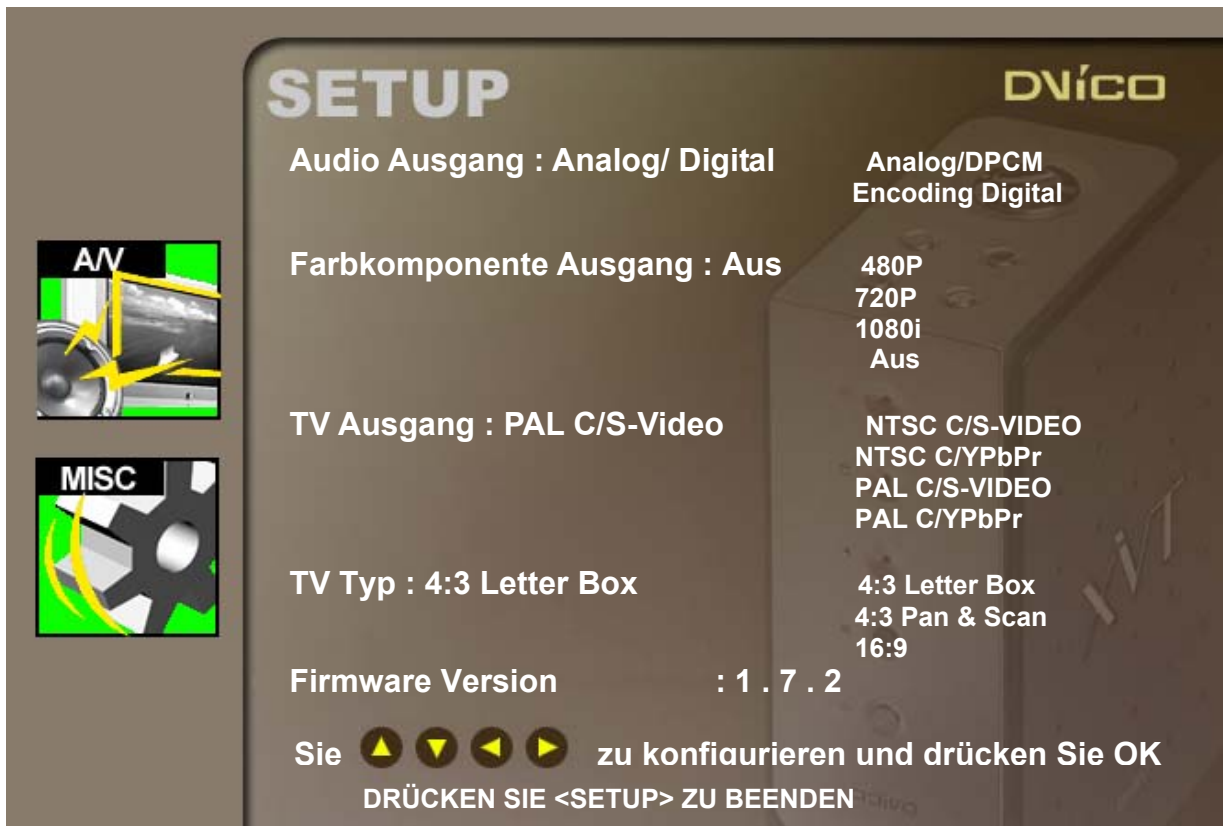 SETUP
DVico
Audio Ausgang : Analog/ Digital
Analog/DPCM
Encoding Digital
A/V
Farbkomponente Ausgang : Aus
480P
720P
1080i
Aus
TV Ausgang : PAL C/S-Video
NTSC C/S-VIDEO
NTSC C/YPbPr
PAL C/S-VIDEO
PAL C/YPbPr
MISC
TV Typ : 4:3 Letter Box
4:3 Letter Box
4:3 Pan & Scan
16:9
Firmware Version : 1 . 7 . 2
Sie zu konfigurieren und drücken Sie OK
DRÜCKEN SIE <SETUP> ZU BEENDEN